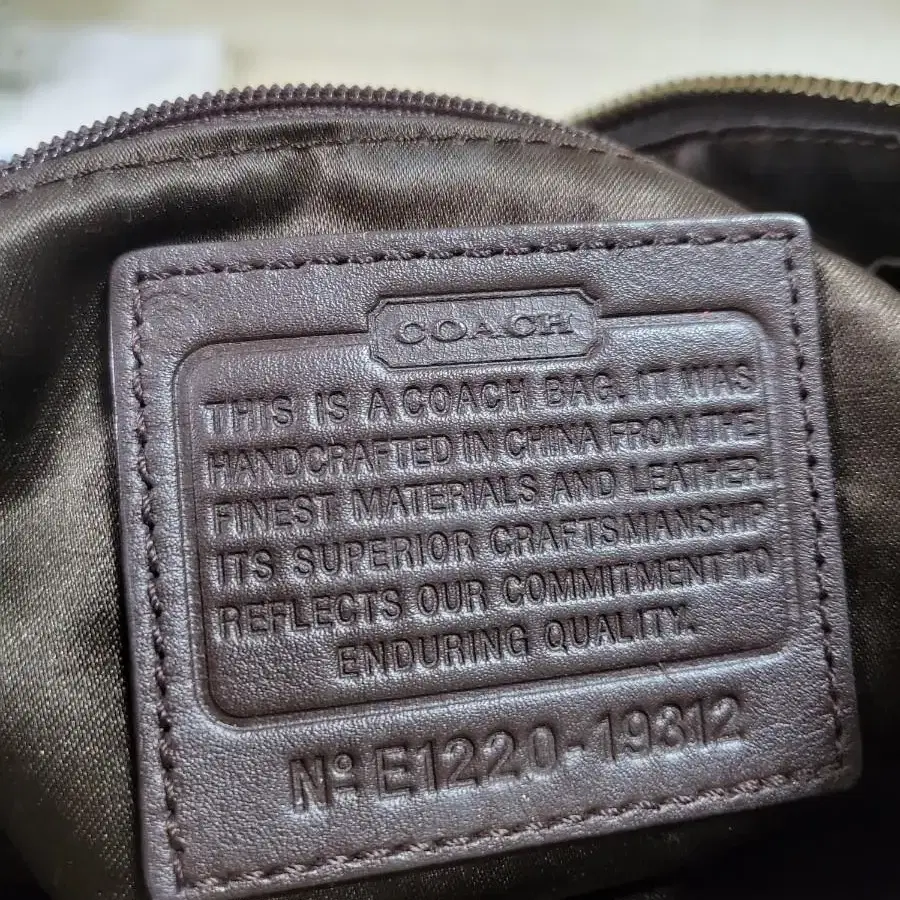 COACH
THIS IS A COACH BAG. IT WAS
HANDCRAFTED IN CHINA FROM THE
FINEST MATERIALS AND LEATHER.
ITS SUPERIOR CRAFTSMANSHIP
REFLECTS OUR COMMITMENT TO
ENDURING QUALITY.
Nº E1220-19312